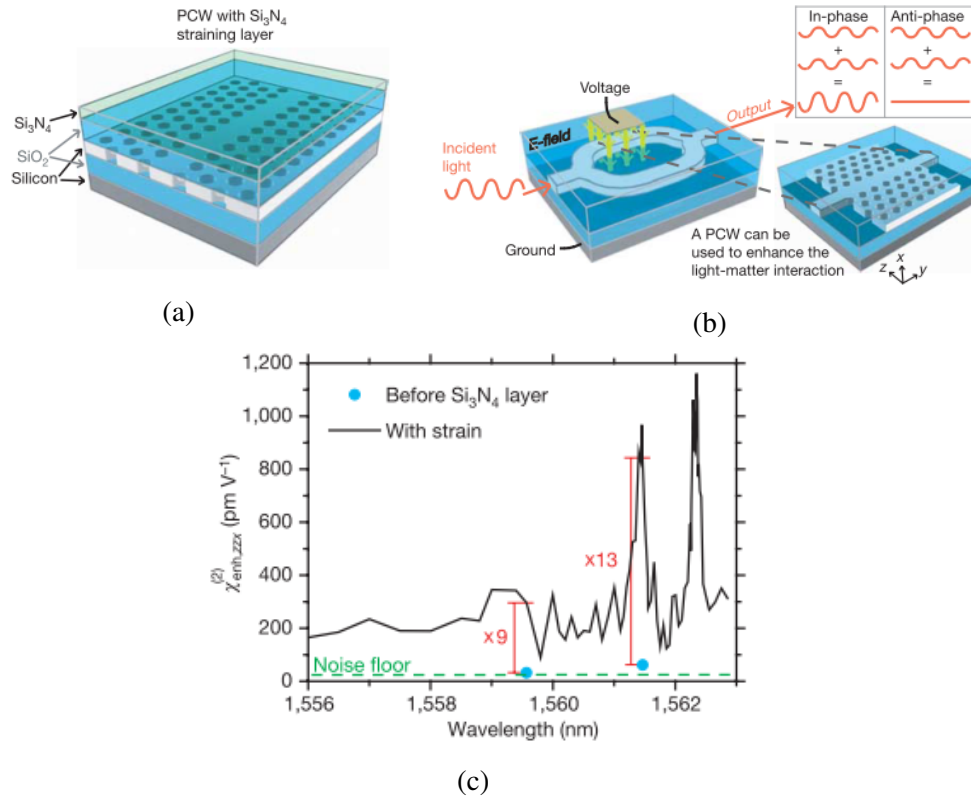 PCW with Si₃N₄
straining layer
Si₃N₄
SiO₂
Silicon
(a)
In-phase
Anti-phase
+
+
=
=
Voltage
Output
E-field
Incident
light
Ground
A PCW can be
used to enhance the
light-matter interaction
x
z
y
(b)
1,200
1,000
800
600
400
200
0
χ⁽²⁾enh,zzx (pm V⁻¹)
Before Si₃N₄ layer
With strain
x13
x9
Noise floor
1,556
1,558
1,560
1,562
Wavelength (nm)
(c)